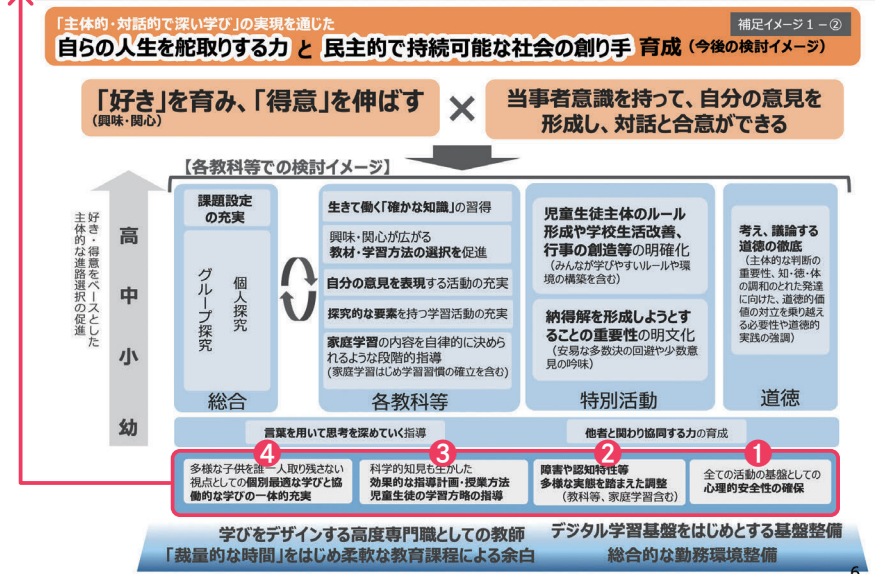 「主体的・対話的で深い学び」の実現を通じた
補足イメージ1-②
自らの人生を舵取りする力 と 民主的で持続可能な社会の創り手 育成(今後の検討イメージ)
「好き」を育み、「得意」を伸ばす
(興味・関心)
×
当事者意識を持って、自分の意見を
形成し、対話と合意ができる
【各教科等での検討イメージ】
好き・得意をベースとした
主体的な進路選択の促進
高
中
小
幼
課題設定
の充実
個人探究
グループ探究
総合
生きて働く「確かな知識」の習得
興味・関心が広がる
教材・学習方法の選択を促進
自分の意見を表現する活動の充実
探究的な要素を持つ学習活動の充実
家庭学習の内容を自律的に決めら
れるような段階的指導
(家庭学習はじめ学習習慣の確立を含む)
各教科等
児童生徒主体のルール
形成や学校生活改善、
行事の創造等の明確化
(みんなが学びやすいルールや環
境の構築を含む)
納得解を形成しようとす
ることの重要性の明文化
(安易な多数決の回避や少数意
見の吟味)
特別活動
考え、議論する
道徳の徹底
(主体的な判断の
重要性、知・徳・体
の調和のとれた発達
に向けた、道徳的価
値の対立を乗り越え
る必要性や道徳的
実践の強調)
道徳
言葉を用いて思考を深めていく指導
他者と関わり協同する力の育成
4
多様な子供を誰一人取り残さない
視点としての個別最適な学びと協
働的な学びの一体的充実
3
科学的知見も生かした
効果的な指導計画・授業方法
児童生徒の学習方略の指導
2
障害や認知特性等
多様な実態を踏まえた調整
(教科等、家庭学習含む)
1
全ての活動の基盤としての
心理的安全性の確保
学びをデザインする高度専門職としての教師
「裁量的な時間」をはじめ柔軟な教育課程による余白
デジタル学習基盤をはじめとする基盤整備
総合的な勤務環境整備
6